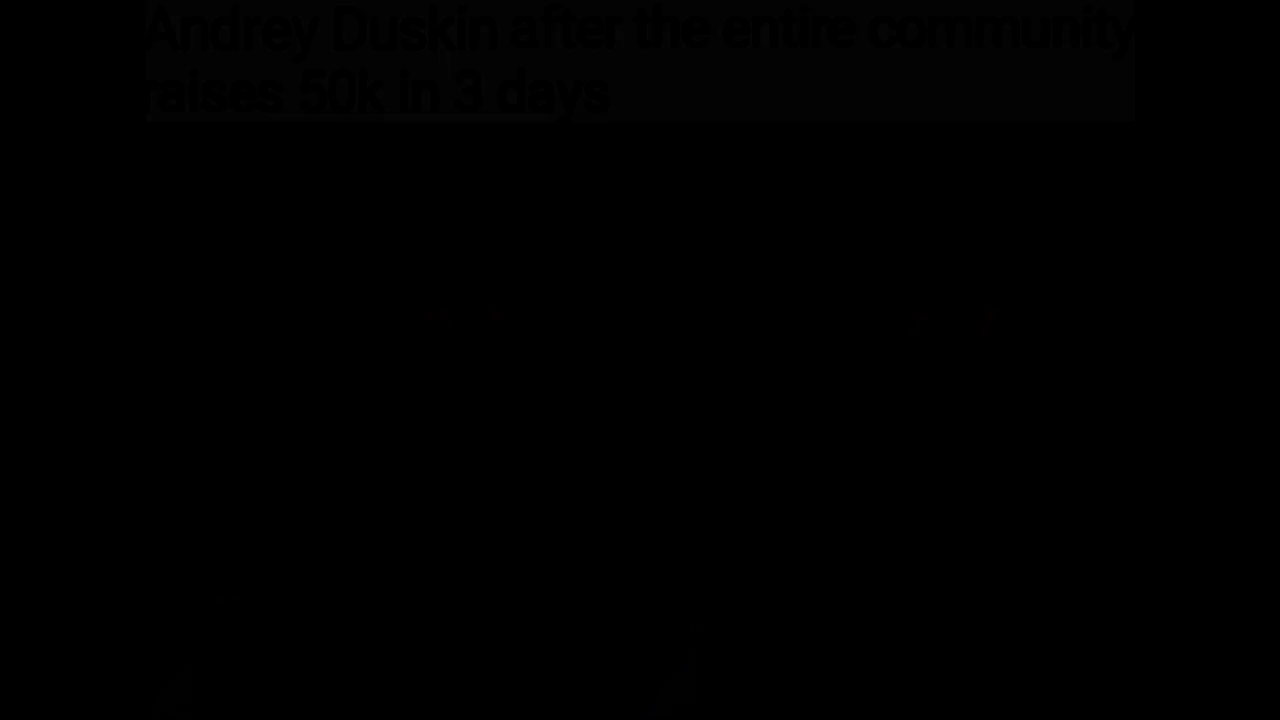 Andrey Duskin after the entire community
raises 50k in 3 days